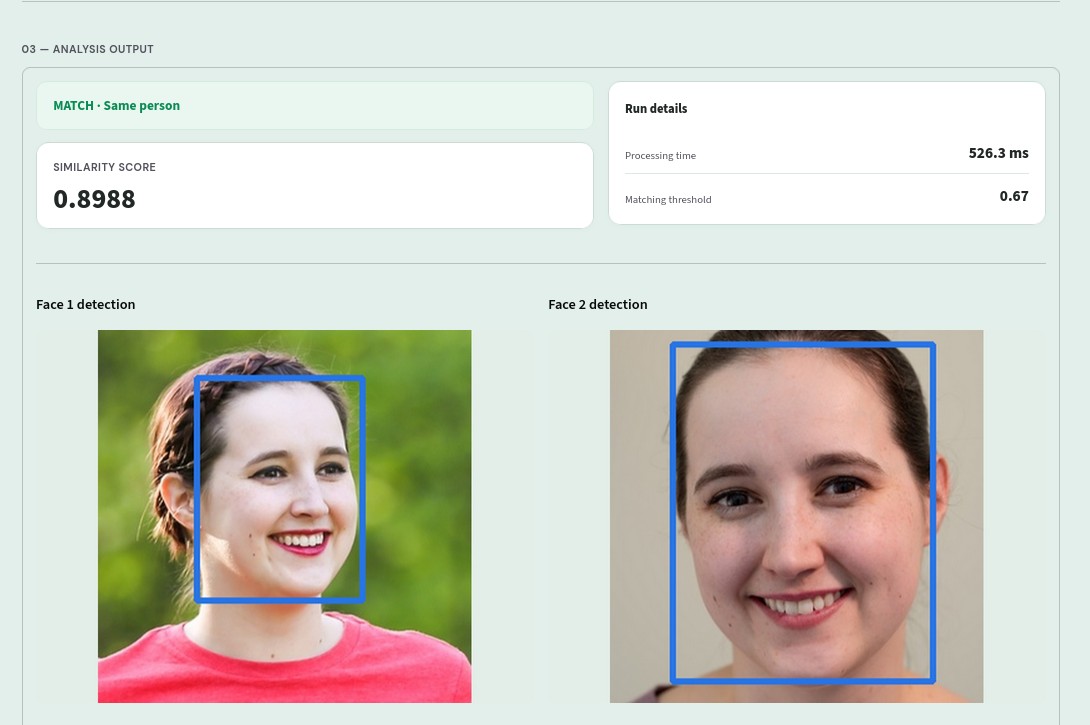 03 — ANALYSIS OUTPUT
MATCH · Same person
SIMILARITY SCORE
0.8988
Run details
Processing time 526.3 ms
Matching threshold 0.67
Face 1 detection
Face 2 detection